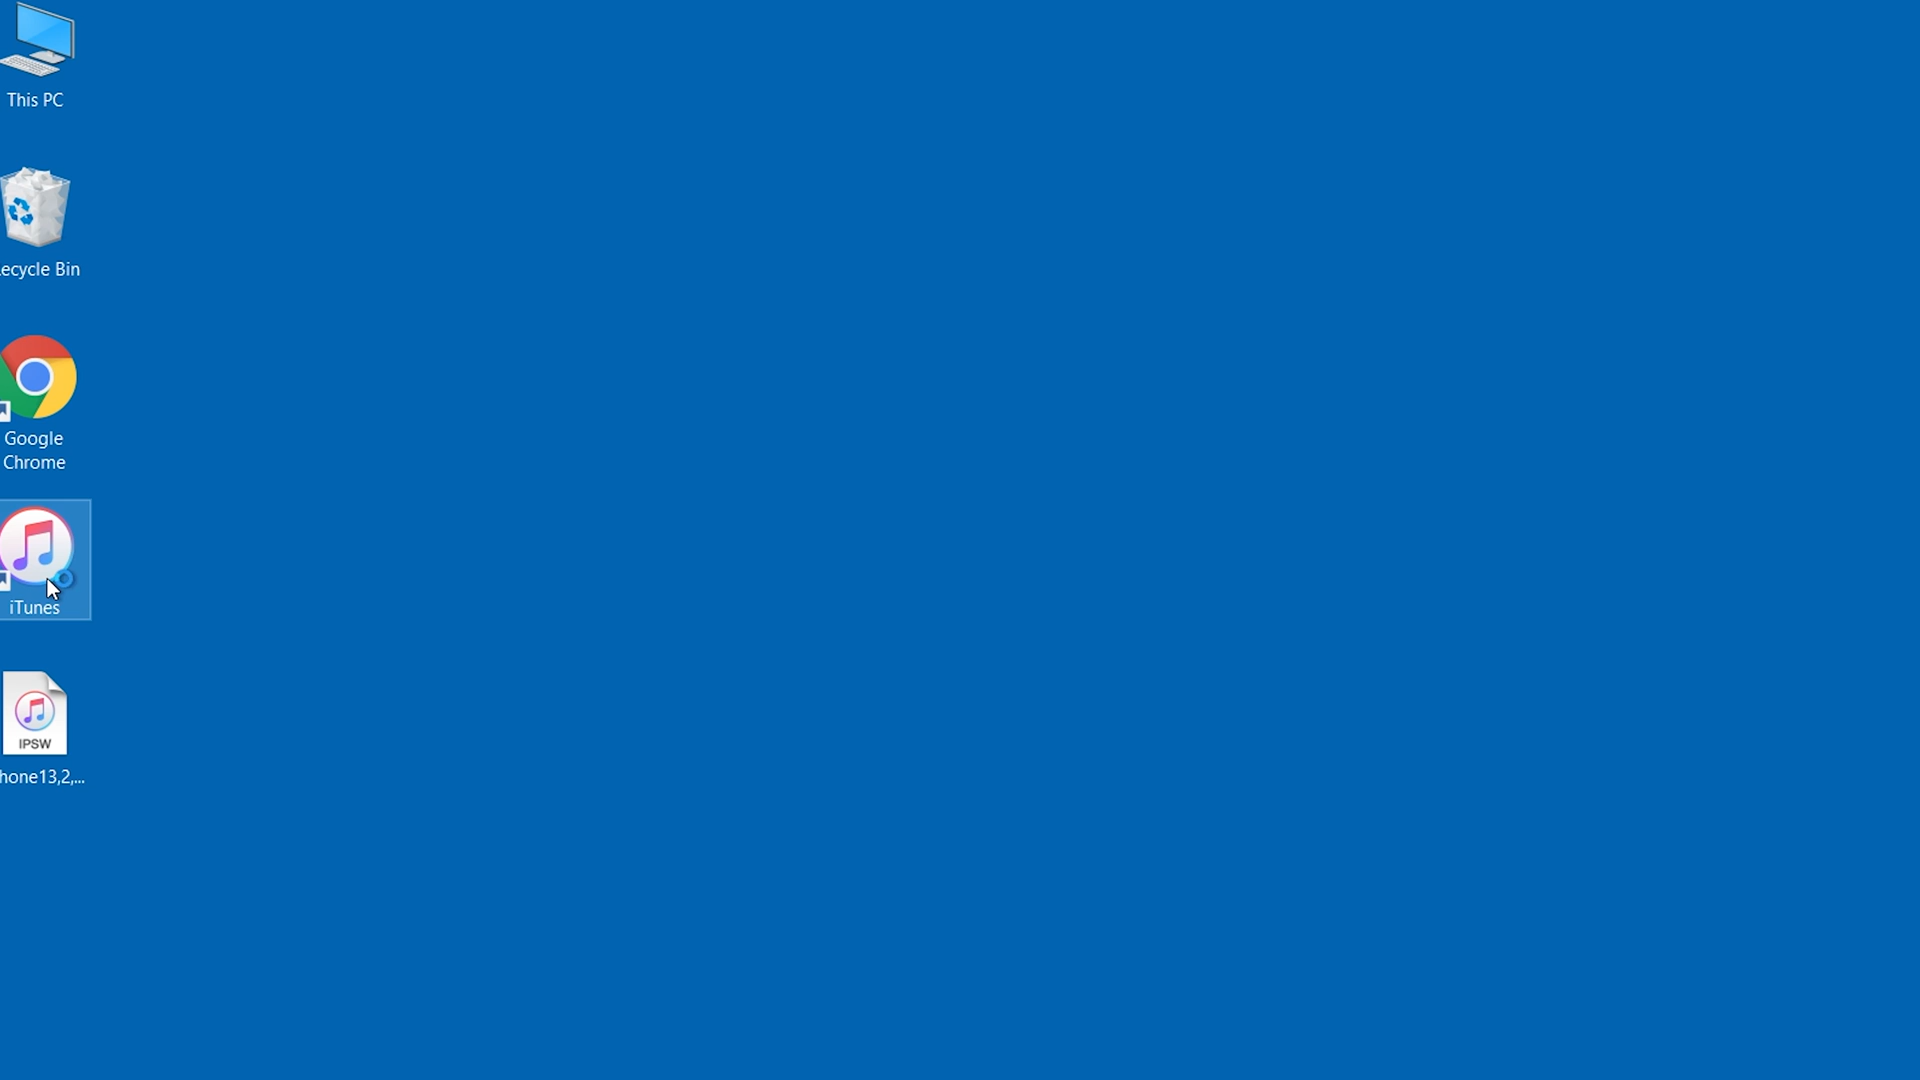 This PC
ecycle Bin
Google
Chrome
iTunes
IPSW
hone13,2,...